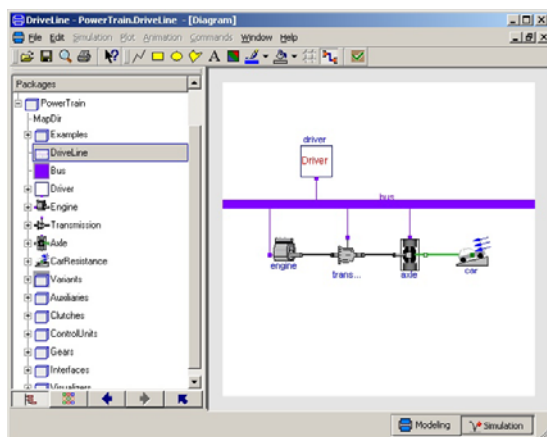 DriveLine - PowerTrain.DriveLine - [Diagram]
File Edit Simulation Plot Animation Commands Window Help
Packages
PowerTrain
MapDir
Examples
DriveLine
Bus
Driver
Engine
Transmission
Axle
CarResistance
Variants
Auxiliaries
Clutches
ControlUnits
Gears
Interfaces
Visualizers
driver
Driver
bus
engine
trans...
axle
car
Modeling
Simulation